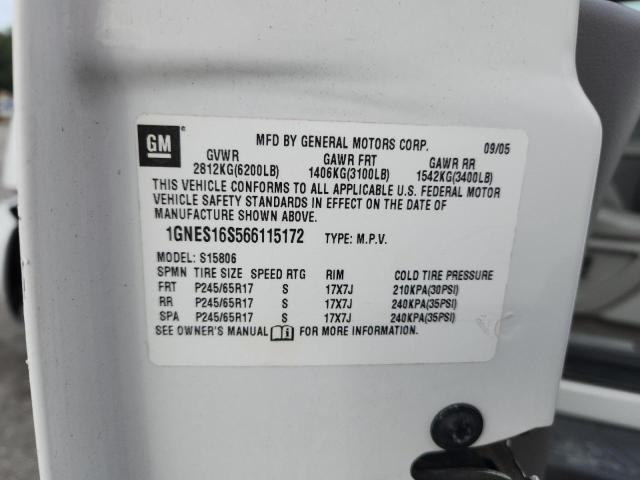 GM
MFD BY GENERAL MOTORS CORP. 09/05
GVWR GAWR FRT GAWR RR
2812KG(6200LB) 1406KG(3100LB) 1542KG(3400LB)
THIS VEHICLE CONFORMS TO ALL APPLICABLE U.S. FEDERAL MOTOR
VEHICLE SAFETY STANDARDS IN EFFECT ON THE DATE OF
MANUFACTURE SHOWN ABOVE.
1GNES16S566115172 TYPE: M.P.V.
MODEL: S15806
SPMN TIRE SIZE SPEED RTG RIM COLD TIRE PRESSURE
FRT P245/65R17 S 17X7J 210KPA(30PSI)
RR P245/65R17 S 17X7J 240KPA(35PSI)
SPA P245/65R17 S 17X7J 240KPA(35PSI)
SEE OWNER'S MANUAL FOR MORE INFORMATION.